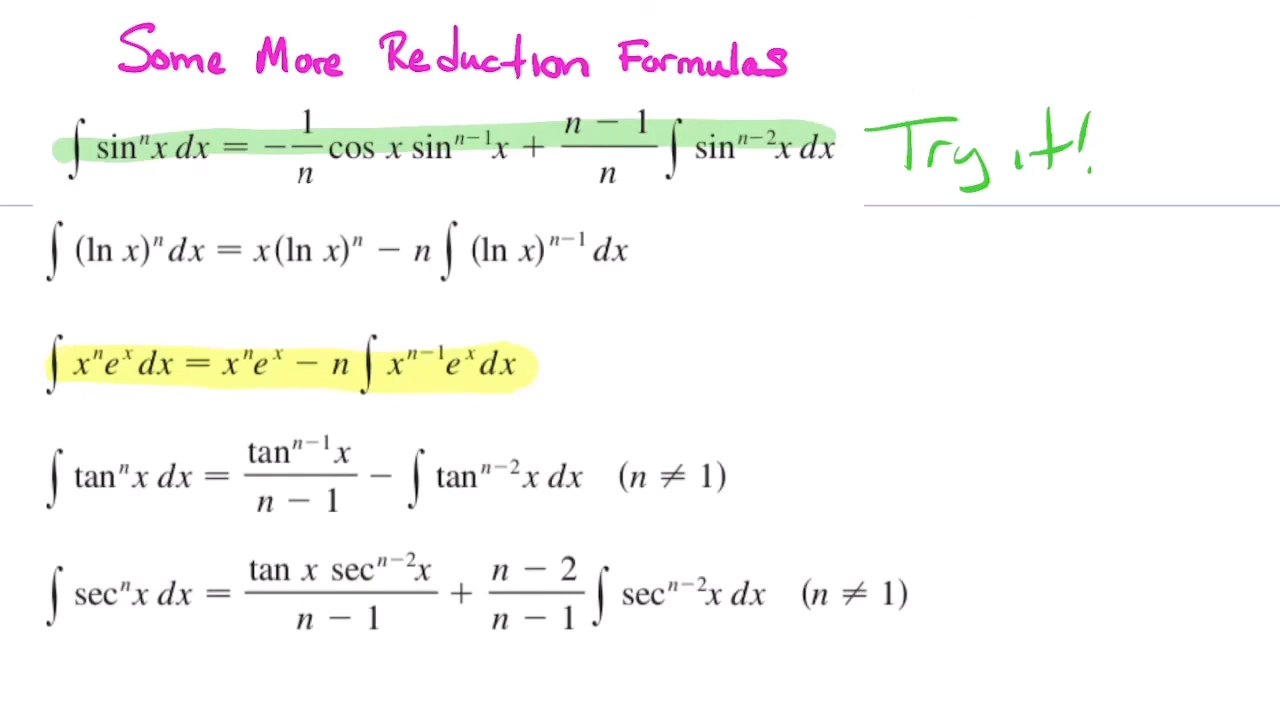 Some More Reduction Formulas
∫ sinⁿx dx = −(1/n) cos x sinⁿ⁻¹x + ((n − 1)/n) ∫ sinⁿ⁻²x dx Try it!
∫ (ln x)ⁿ dx = x(ln x)ⁿ − n ∫ (ln x)ⁿ⁻¹ dx
∫ xⁿeˣ dx = xⁿeˣ − n ∫ xⁿ⁻¹eˣ dx
∫ tanⁿx dx = (tanⁿ⁻¹x)/(n − 1) − ∫ tanⁿ⁻²x dx (n ≠ 1)
∫ secⁿx dx = (tan x secⁿ⁻²x)/(n − 1) + ((n − 2)/(n − 1)) ∫ secⁿ⁻²x dx (n ≠ 1)